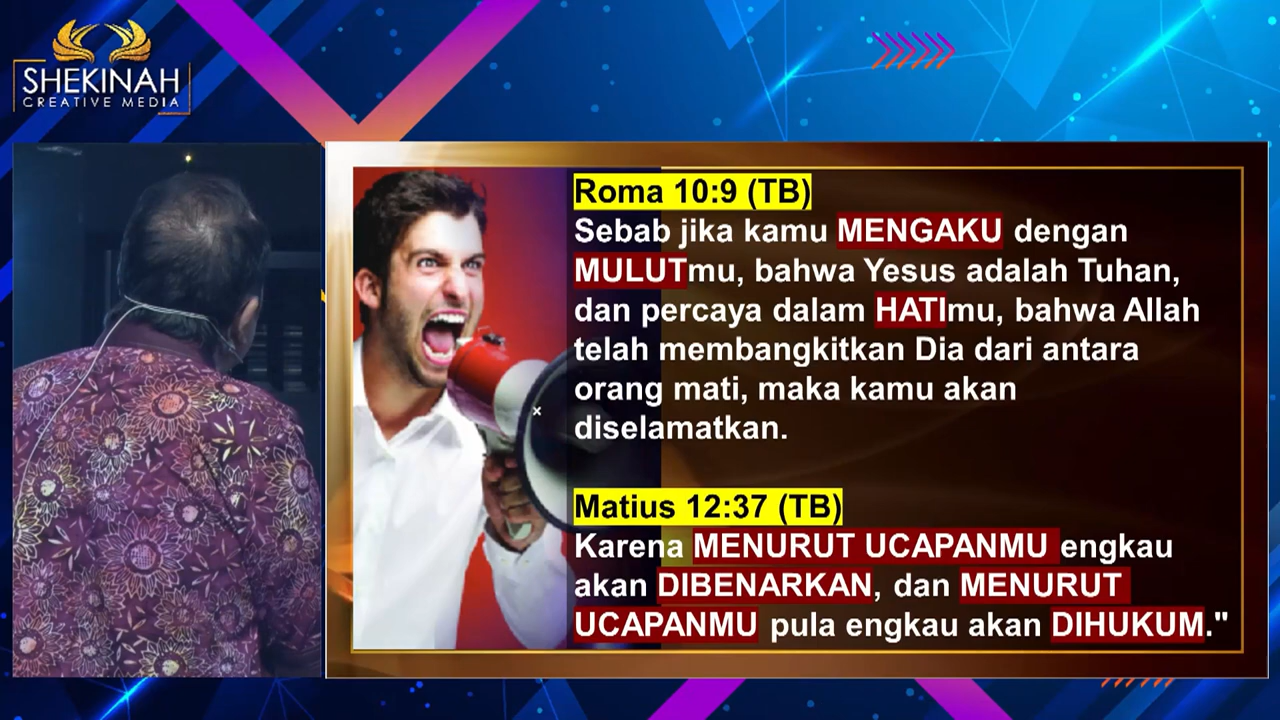 SHEKINAH
CREATIVE MEDIA
Roma 10:9 (TB)
Sebab jika kamu MENGAKU dengan
MULUTmu, bahwa Yesus adalah Tuhan,
dan percaya dalam HATImu, bahwa Allah
telah membangkitkan Dia dari antara
orang mati, maka kamu akan
diselamatkan.
Matius 12:37 (TB)
Karena MENURUT UCAPANMU engkau
akan DIBENARKAN, dan MENURUT
UCAPANMU pula engkau akan DIHUKUM."